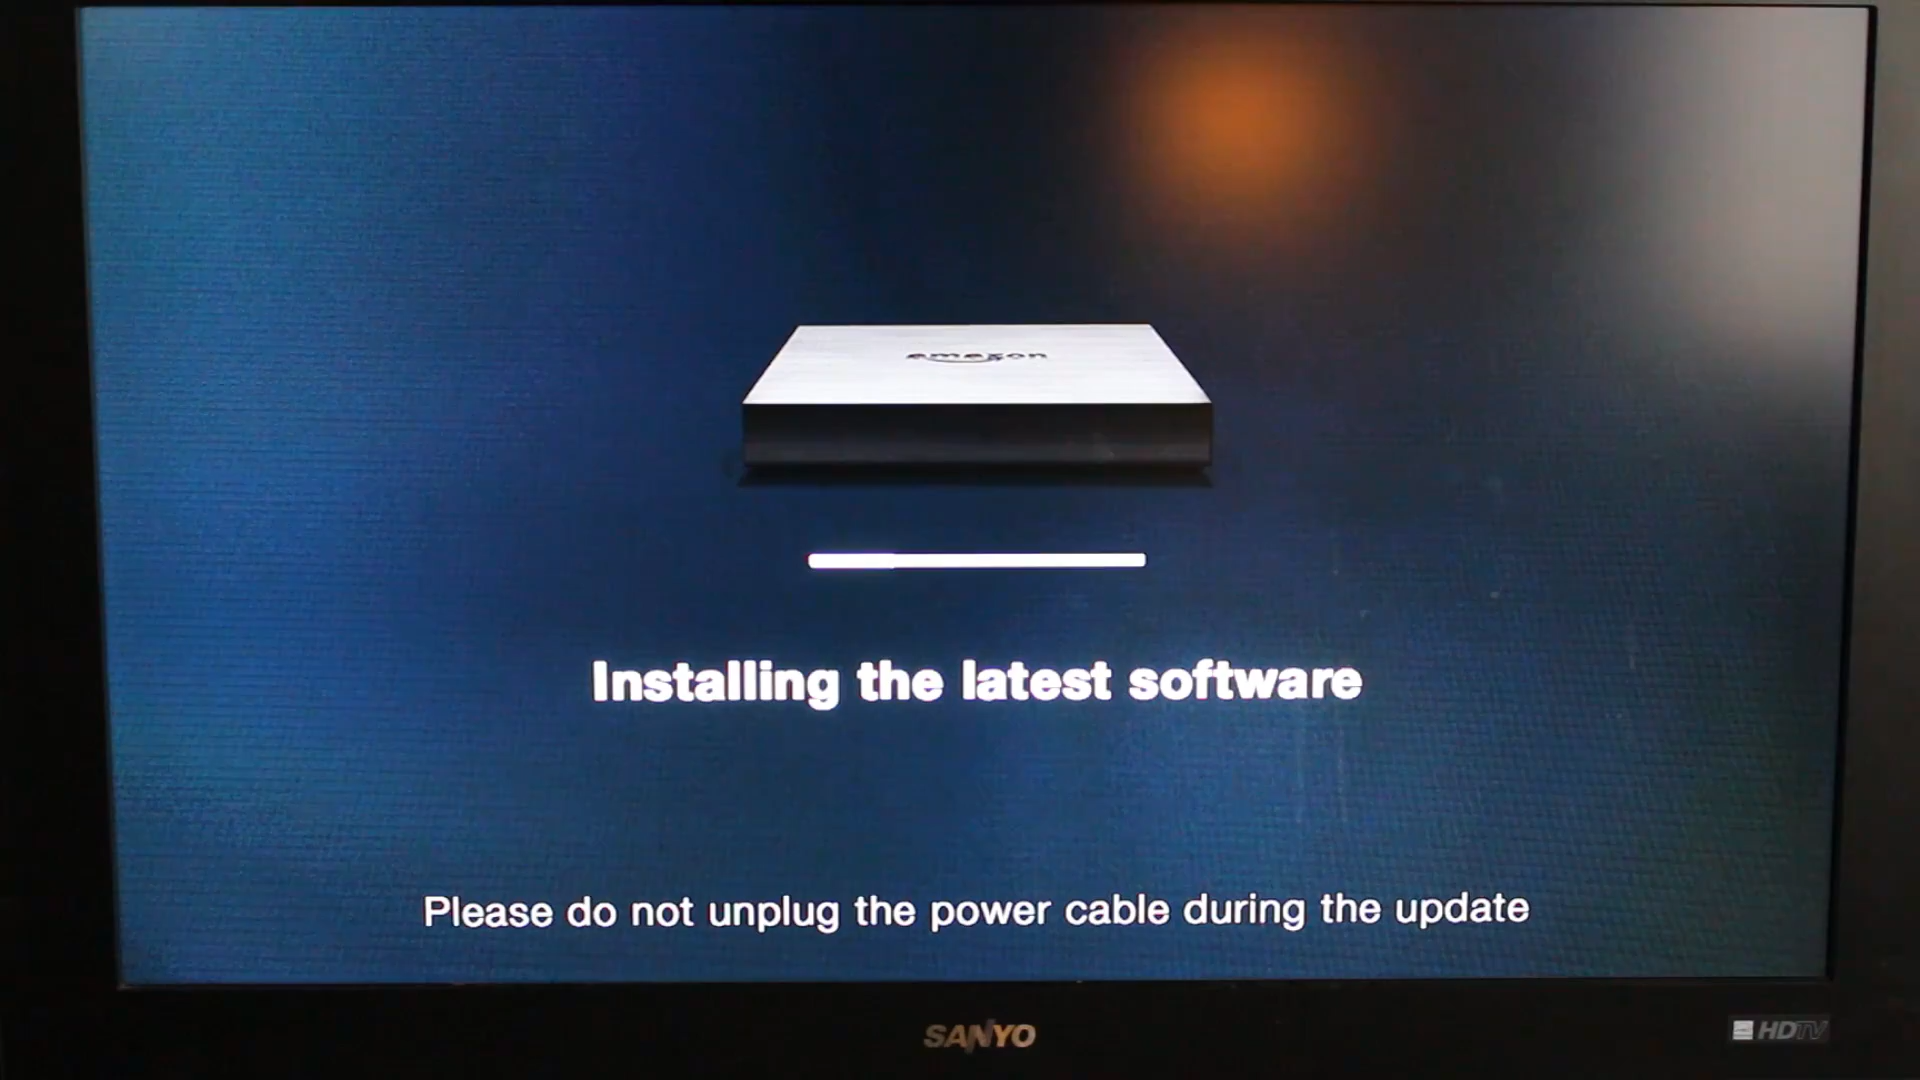 amazon
Installing the latest software
Please do not unplug the power cable during the update
SANYO
HDTV